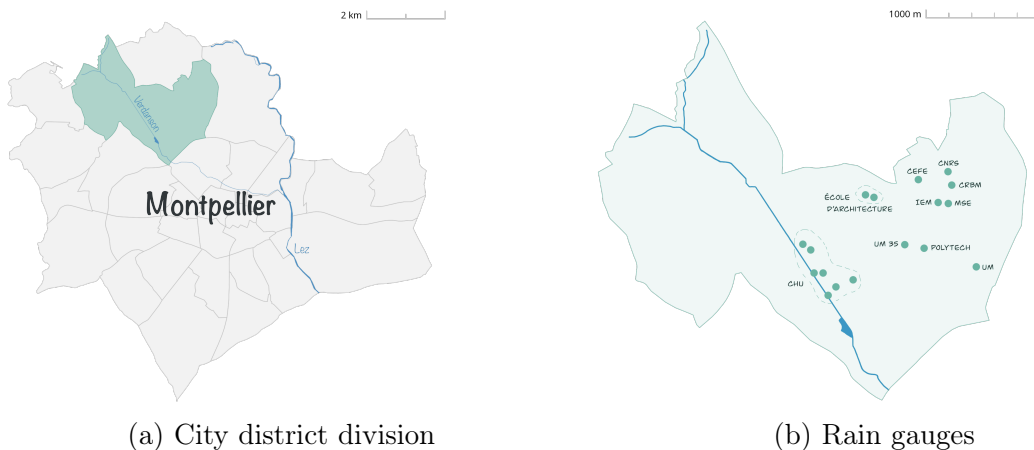 2 km
Verdanson
Montpellier
Lez
(a) City district division
1000 m
CNRS
CEFE
CRBM
ÉCOLE
D'ARCHITECTURE
IEM
MSE
UM 35
POLYTECH
UM
CHU
(b) Rain gauges